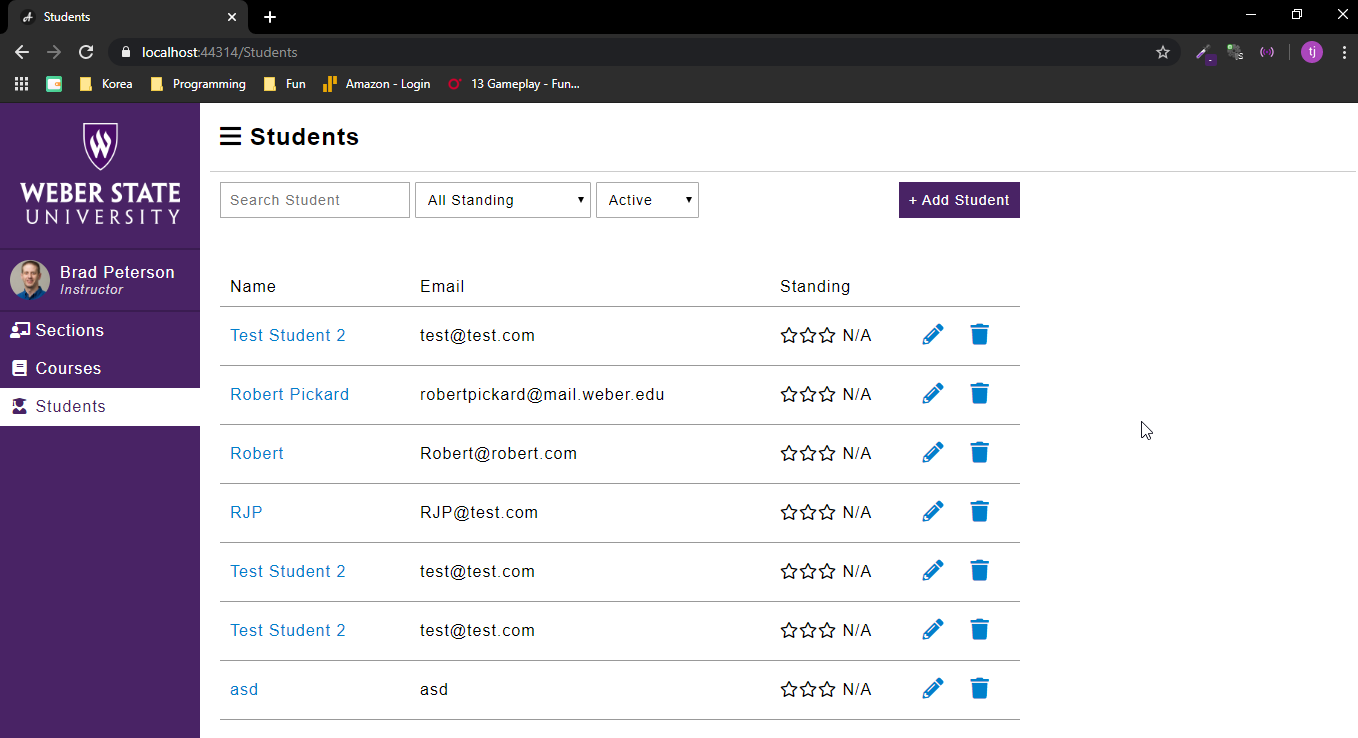 Students
localhost:44314/Students
tj
Korea Programming Fun Amazon - Login 13 Gameplay - Fun...
WEBER STATE
UNIVERSITY
Brad Peterson
Instructor
Sections
Courses
Students
Students
Search Student All Standing Active + Add Student
Name Email Standing
Test Student 2 test@test.com N/A
Robert Pickard robertpickard@mail.weber.edu N/A
Robert Robert@robert.com N/A
RJP RJP@test.com N/A
Test Student 2 test@test.com N/A
Test Student 2 test@test.com N/A
asd asd N/A